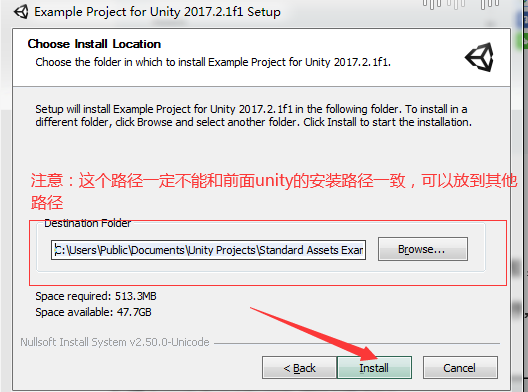 Example Project for Unity 2017.2.1f1 Setup
Choose Install Location
Choose the folder in which to install Example Project for Unity 2017.2.1f1.
Setup will install Example Project for Unity 2017.2.1f1 in the following folder. To install in a
different folder, click Browse and select another folder. Click Install to start the installation.
注意：这个路径一定不能和前面unity的安装路径一致，可以放到其他
路径
Destination Folder
C:\Users\Public\Documents\Unity Projects\Standard Assets Exar
Browse...
Space required: 513.3MB
Space available: 47.7GB
Nullsoft Install System v2.50.0-Unicode
< Back
Install
Cancel